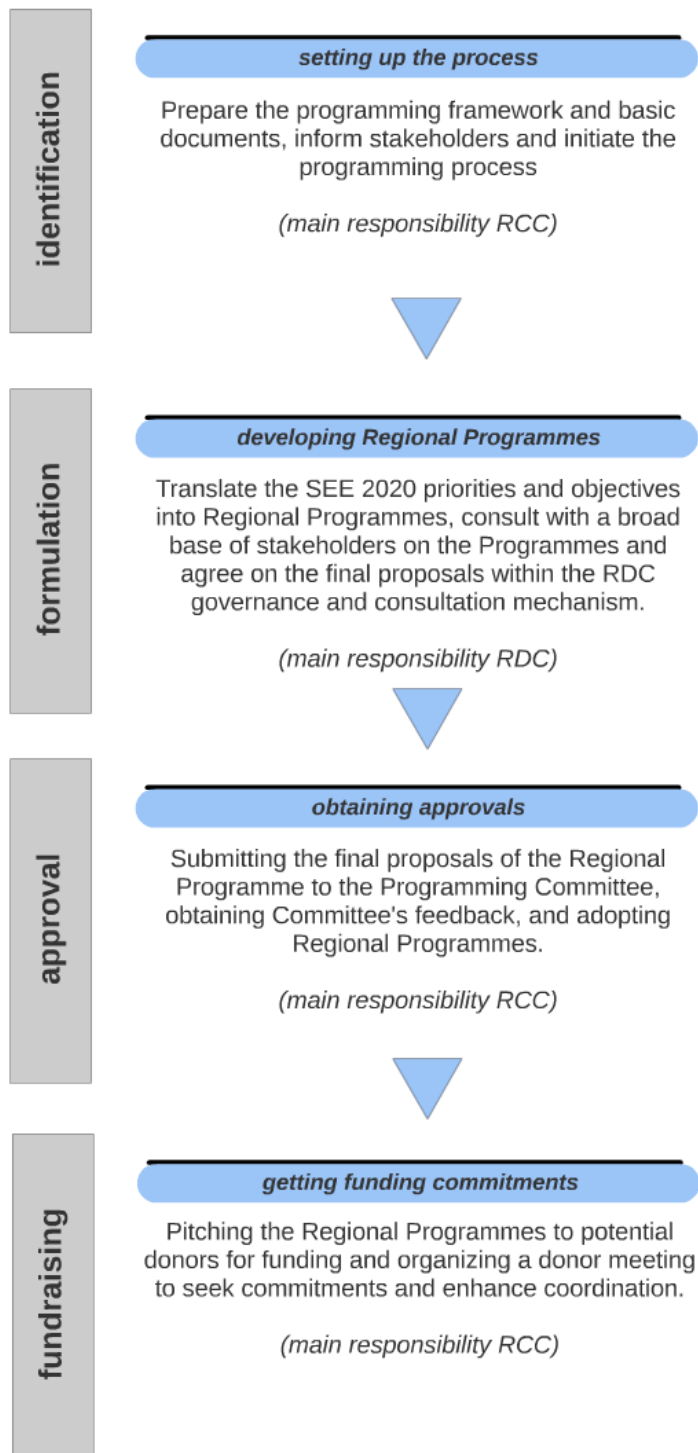 identification
setting up the process
Prepare the programming framework and basic
documents, inform stakeholders and initiate the
programming process
(main responsibility RCC)
formulation
developing Regional Programmes
Translate the SEE 2020 priorities and objectives
into Regional Programmes, consult with a broad
base of stakeholders on the Programmes and
agree on the final proposals within the RDC
governance and consultation mechanism.
(main responsibility RDC)
approval
obtaining approvals
Submitting the final proposals of the Regional
Programme to the Programming Committee,
obtaining Committee's feedback, and adopting
Regional Programmes.
(main responsibility RCC)
fundraising
getting funding commitments
Pitching the Regional Programmes to potential
donors for funding and organizing a donor meeting
to seek commitments and enhance coordination.
(main responsibility RCC)